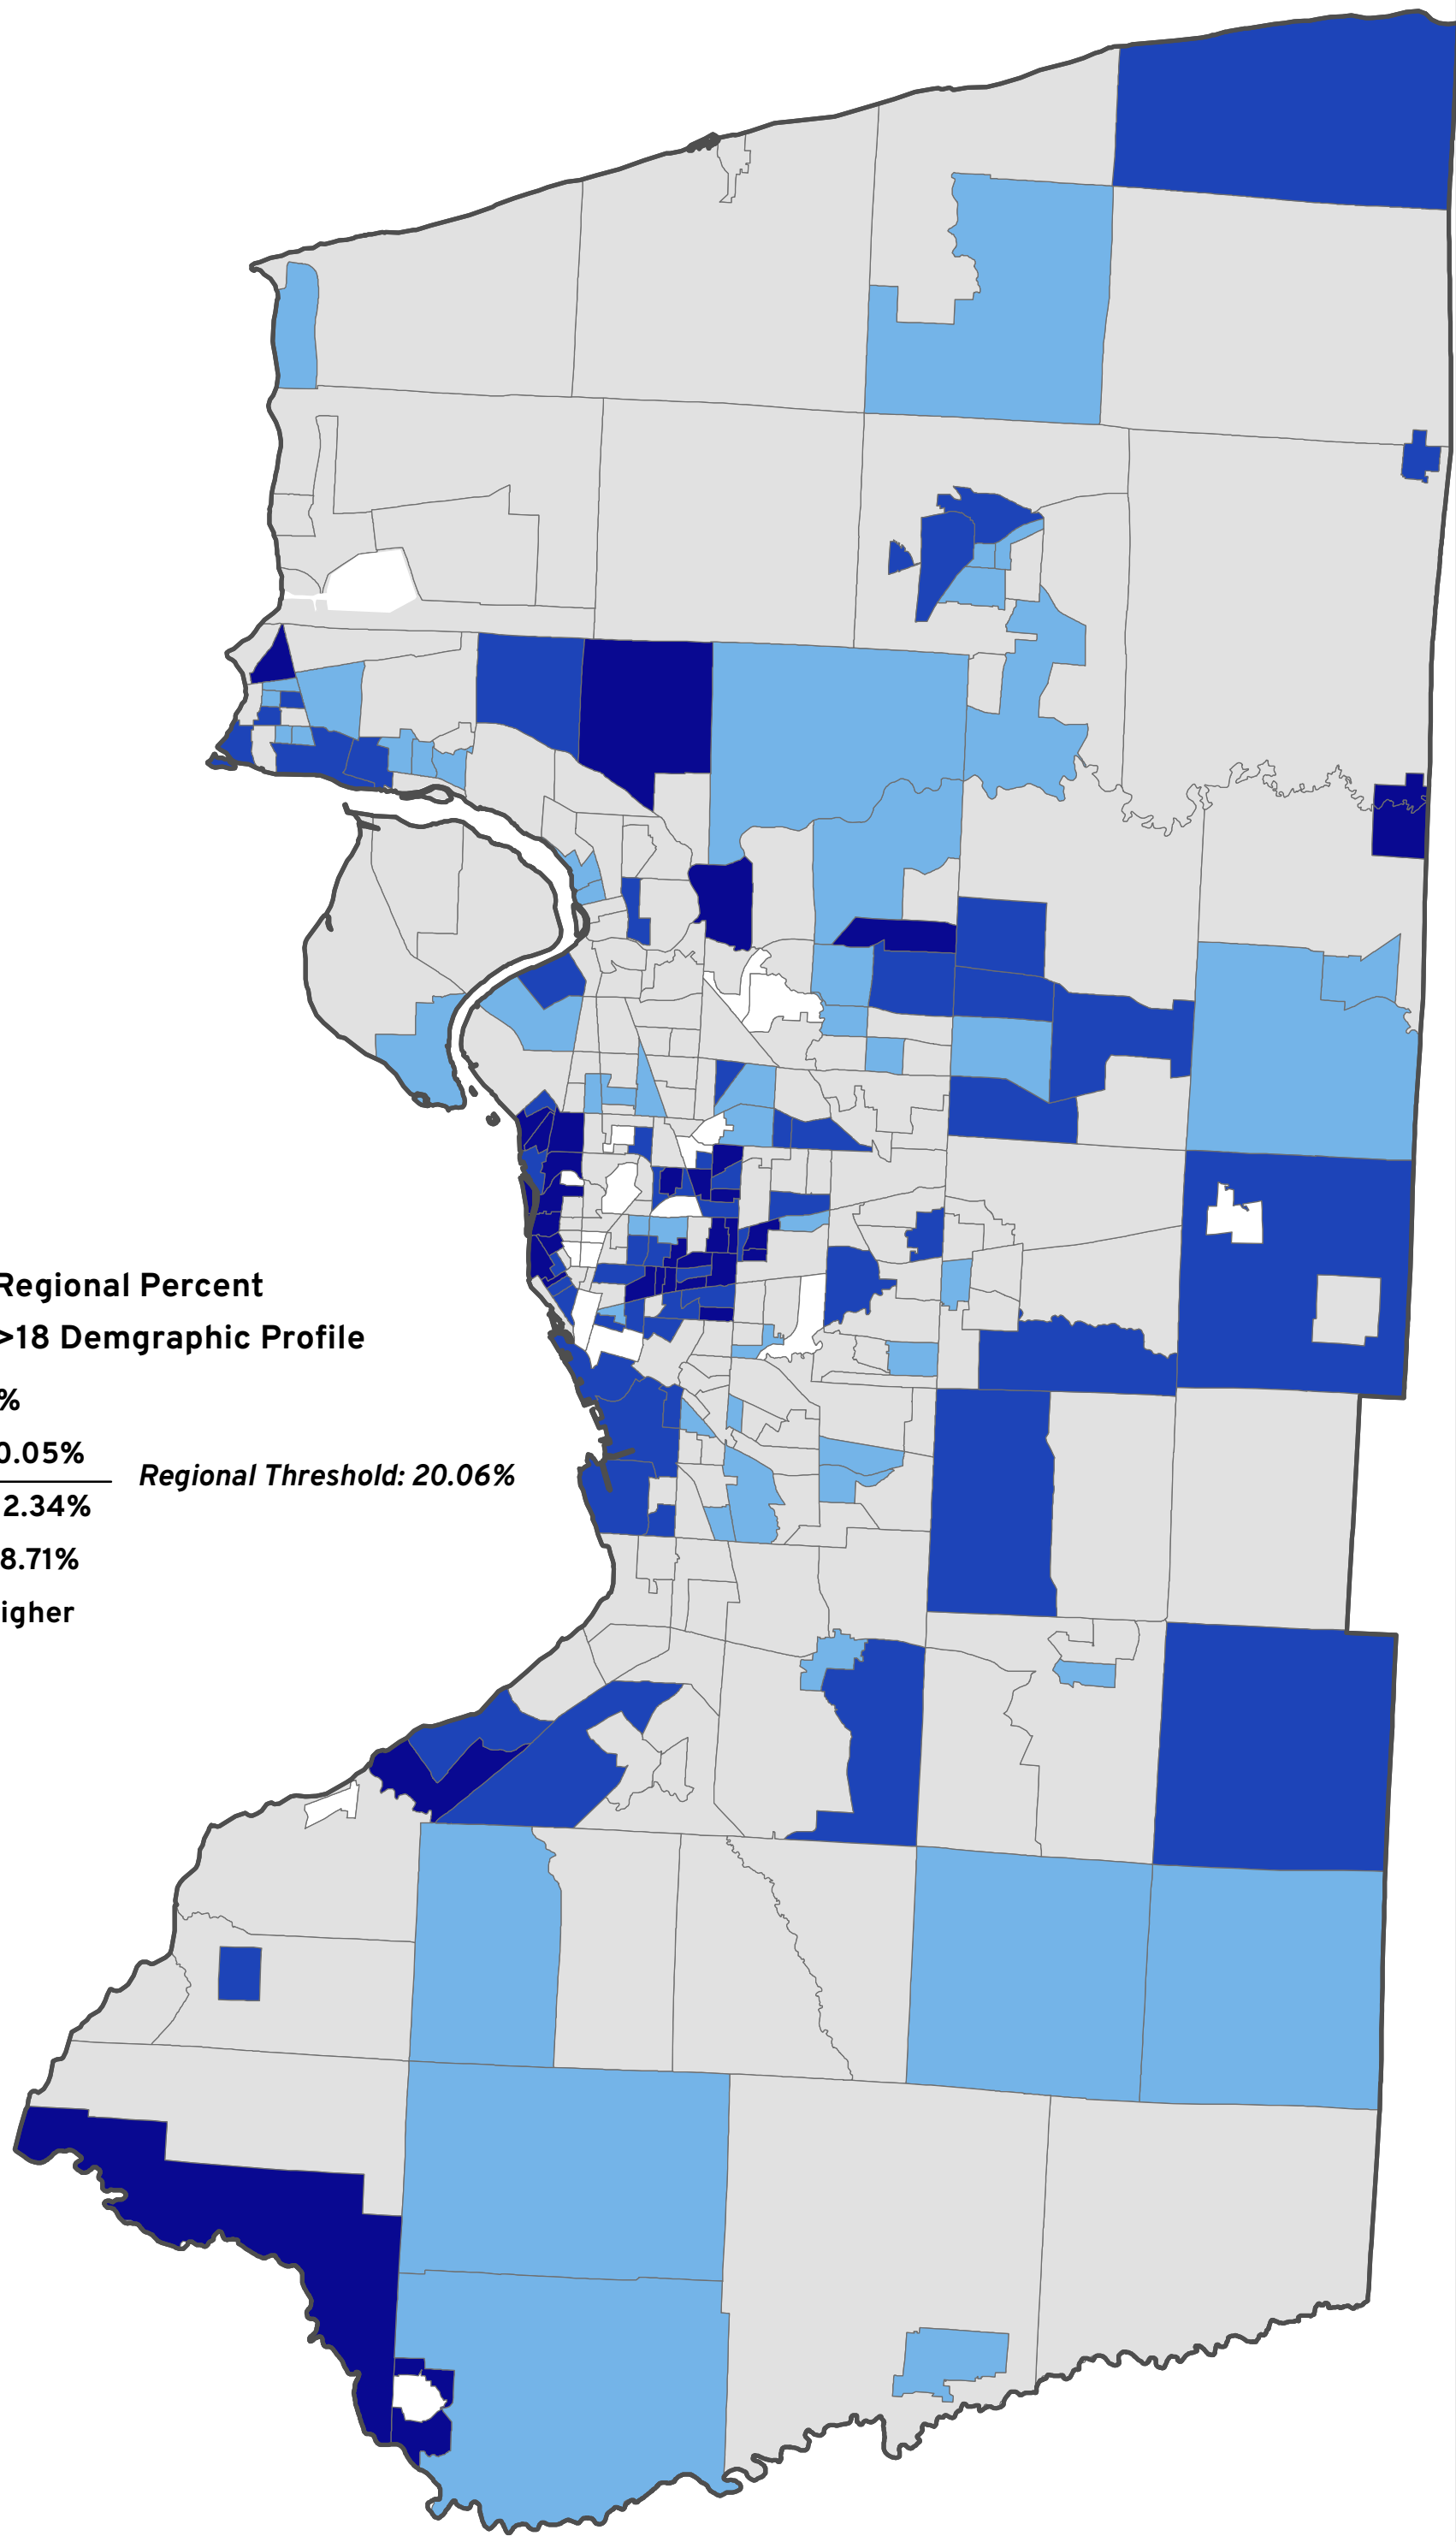 Regional Percent
>18 Demgraphic Profile
%
0.05%
Regional Threshold: 20.06%
2.34%
8.71%
igher